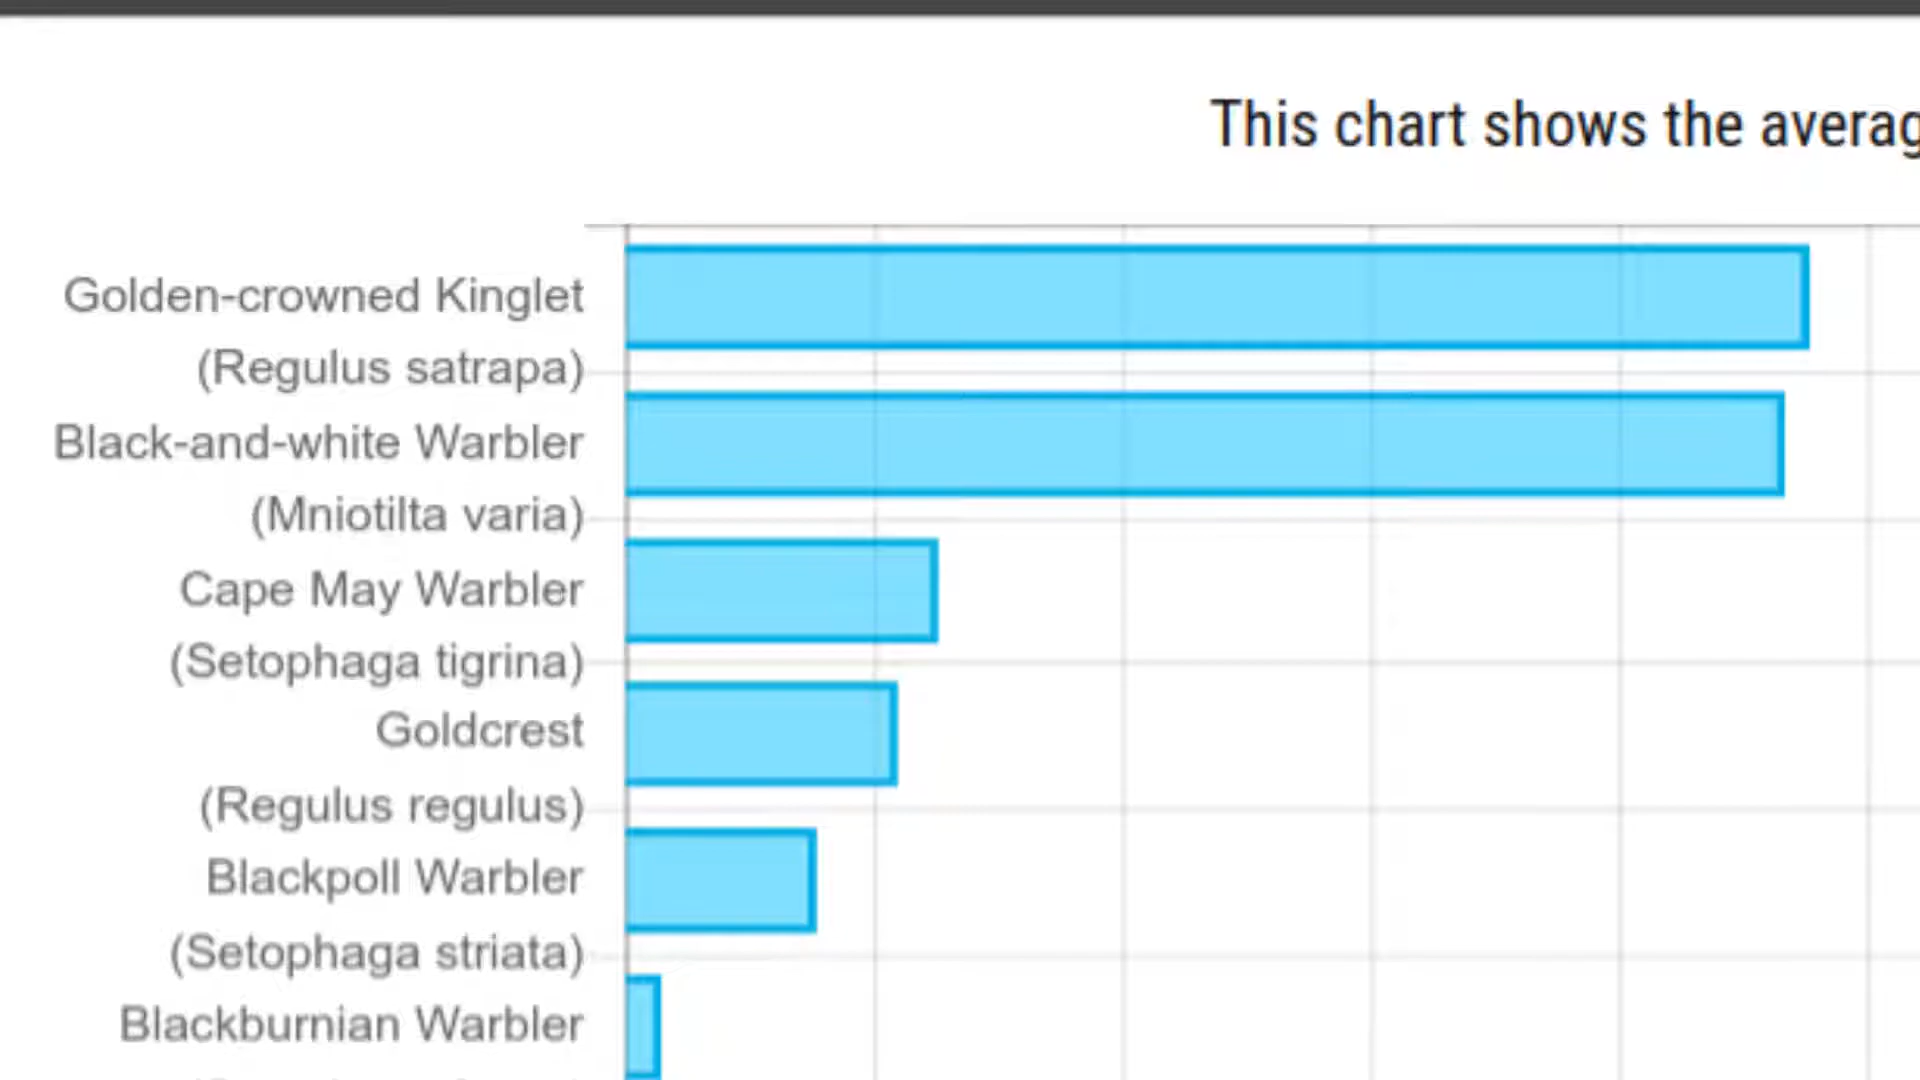 This chart shows the averag
Golden-crowned Kinglet
(Regulus satrapa)
Black-and-white Warbler
(Mniotilta varia)
Cape May Warbler
(Setophaga tigrina)
Goldcrest
(Regulus regulus)
Blackpoll Warbler
(Setophaga striata)
Blackburnian Warbler